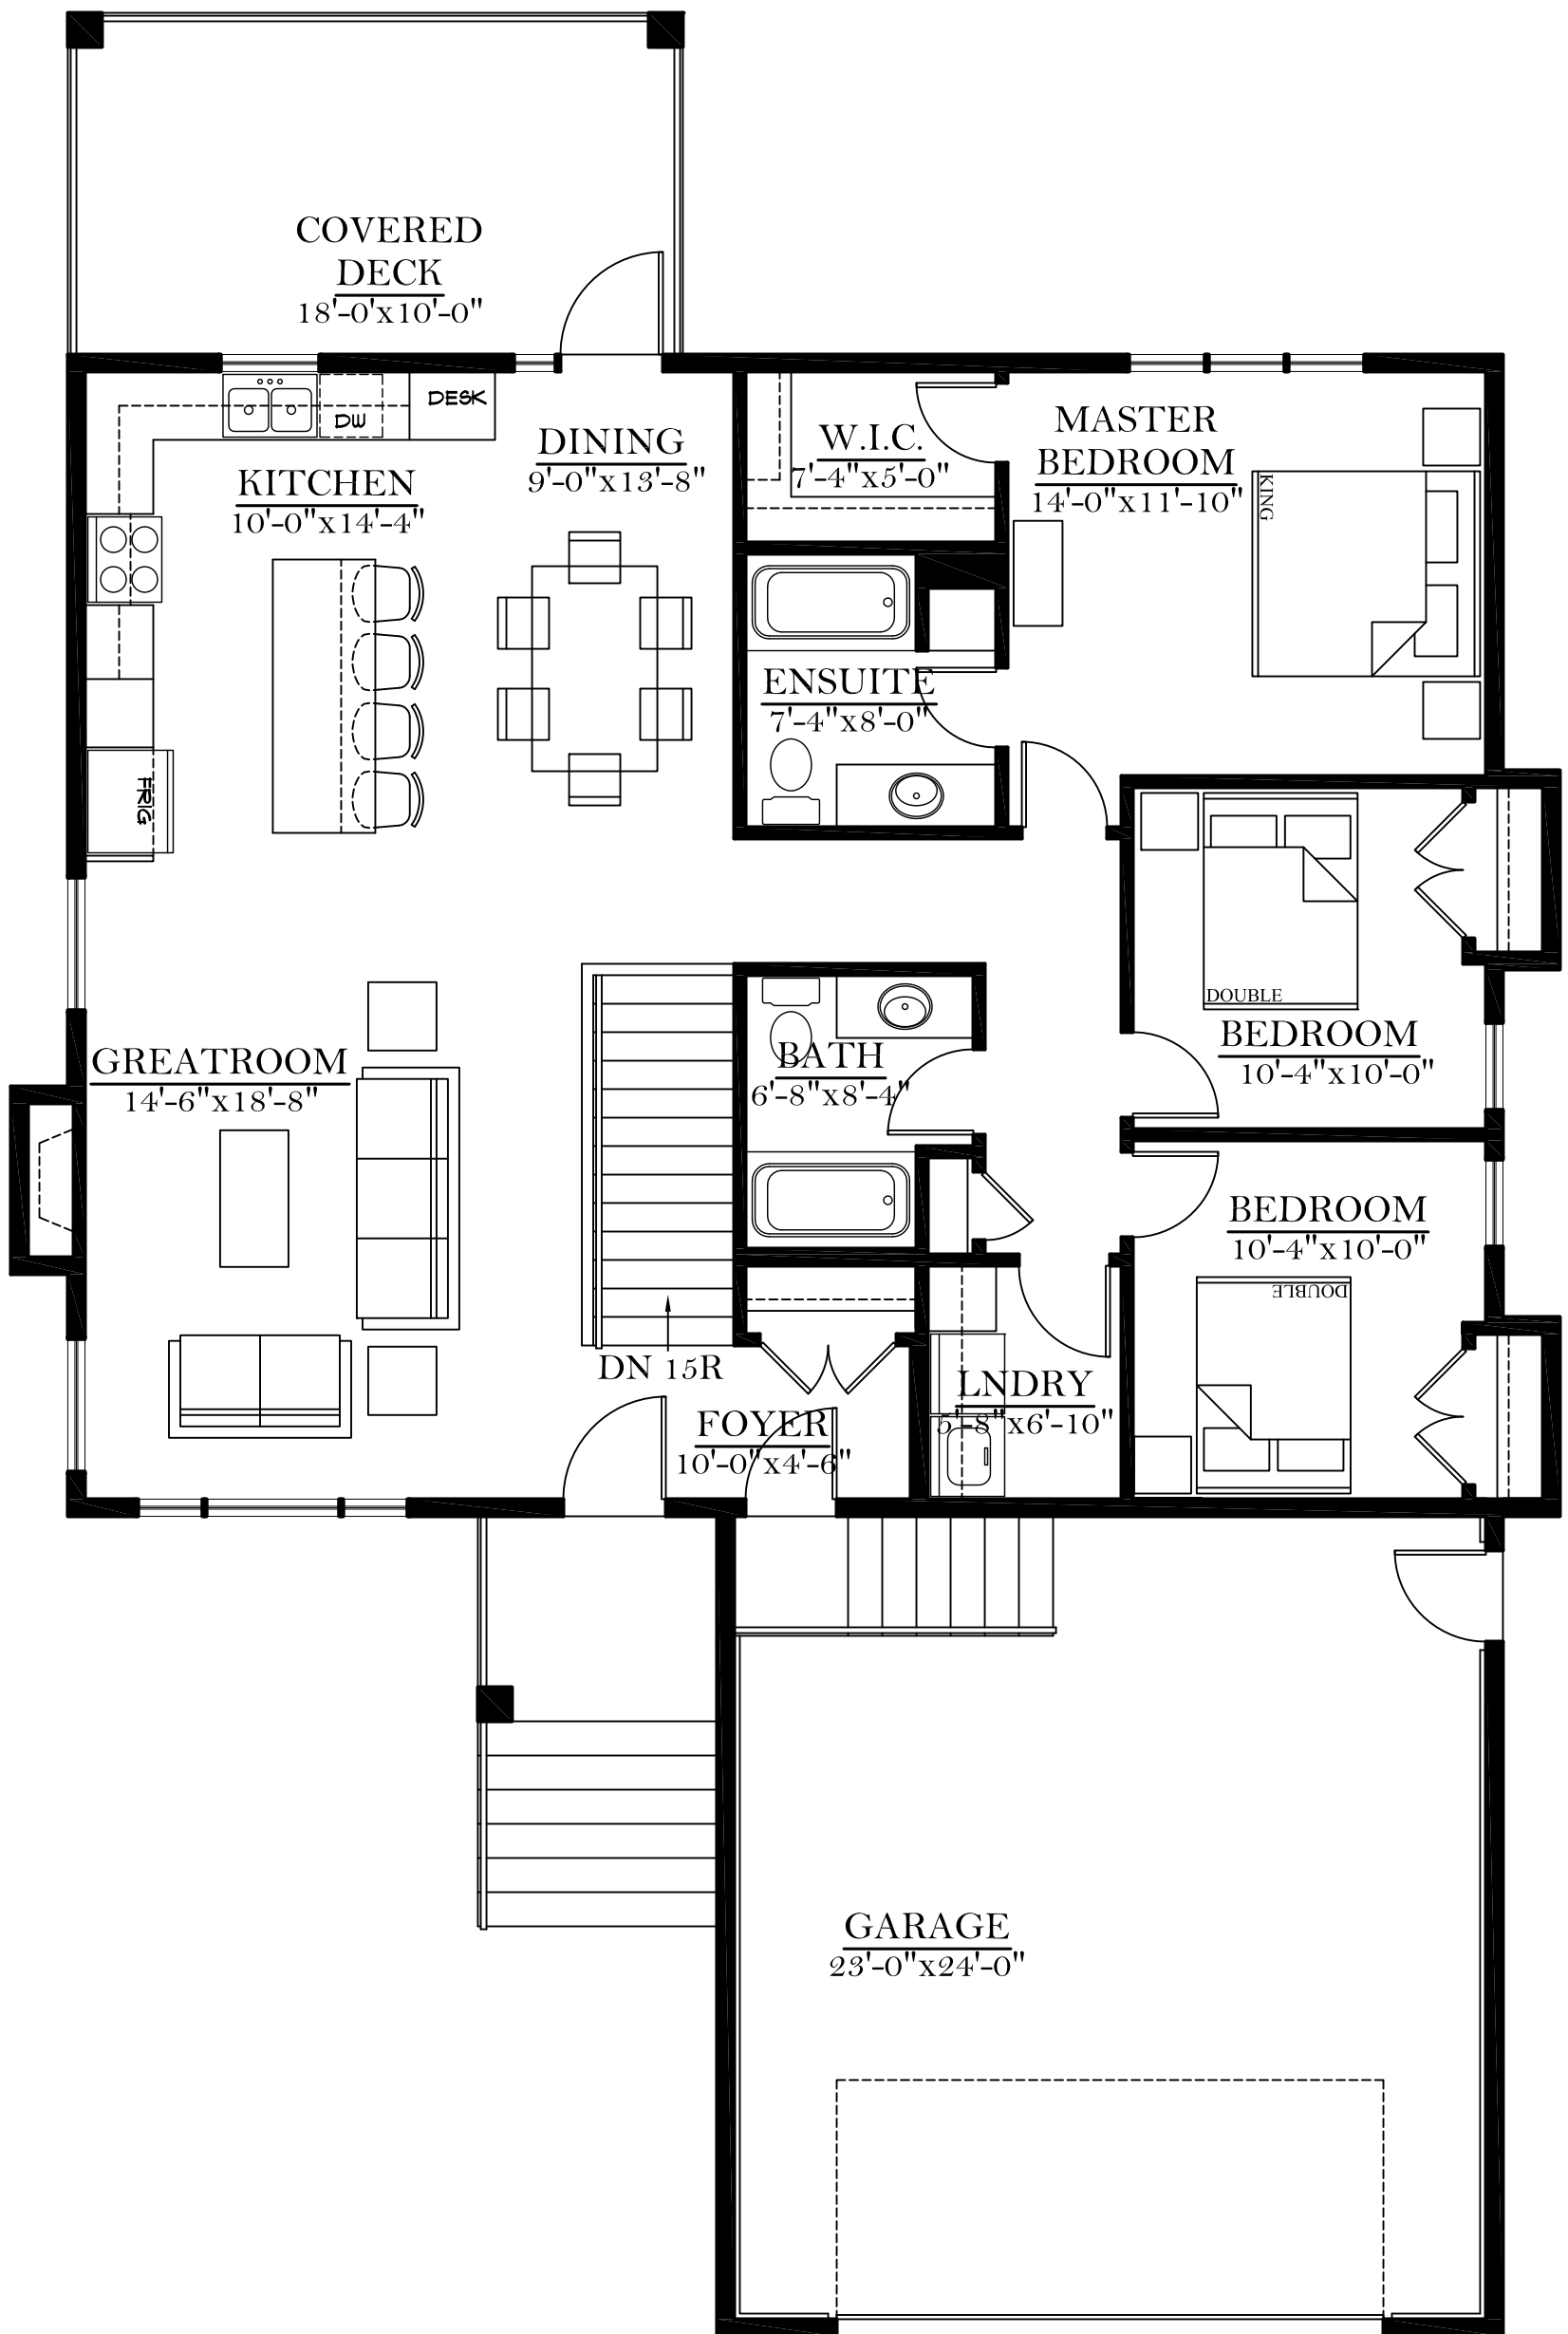 COVERED
DECK
18'-0'x10'-0"
DW
DESK
KITCHEN
10'-0"x14'-4"
DINING
9'-0"x13'-8"
W.I.C.
7'-4"x5'-0"
MASTER
BEDROOM
14'-0"x11'-10"
KING
ENSUITE
7'-4"x8'-0"
FRIG
DOUBLE
BEDROOM
10'-4"x10'-0"
GREATROOM
14'-6"x18'-8"
BATH
6'-8"x8'-4"
BEDROOM
10'-4"x10'-0"
DOUBLE
DN 15R
LNDRY
5'-8"x6'-10"
FOYER
10'-0"x4'-6"
GARAGE
23'-0"x24'-0"